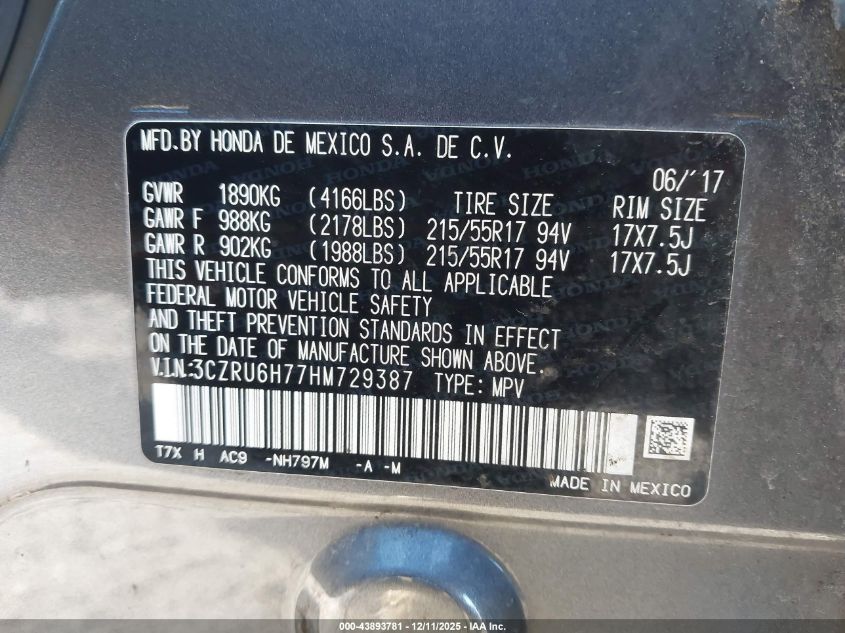 MFD.BY HONDA DE MEXICO S.A. DE C.V.
06/'17
GVWR 1890KG (4166LBS) TIRE SIZE RIM SIZE
GAWR F 988KG (2178LBS) 215/55R17 94V 17X7.5J
GAWR R 902KG (1988LBS) 215/55R17 94V 17X7.5J
THIS VEHICLE CONFORMS TO ALL APPLICABLE
FEDERAL MOTOR VEHICLE SAFETY
AND THEFT PREVENTION STANDARDS IN EFFECT
ON THE DATE OF MANUFACTURE SHOWN ABOVE.
V.I.N.:3CZRU6H77HM729387 TYPE: MPV
T7X H AC9 -NH797M -A -M
MADE IN MEXICO
000-43893781 - 12/11/2025 - IAA Inc.